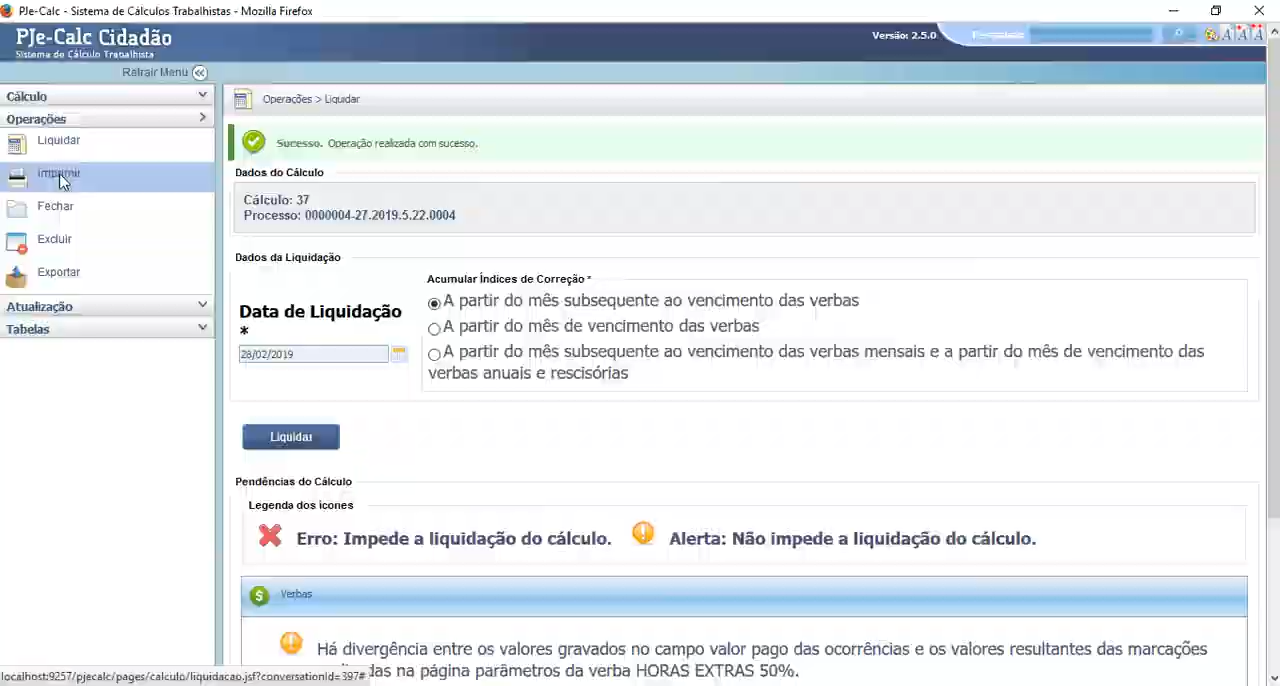 PJe-Calc - Sistema de Cálculos Trabalhistas - Mozilla Firefox
PJe-Calc Cidadão
Sistema de Cálculo Trabalhista
Versão: 2.5.0
A A A
Retrair Menu
Operações > Liquidar
Cálculo
Operações
Liquidar
Imprimir
Fechar
Excluir
Exportar
Atualização
Tabelas
Sucesso. Operação realizada com sucesso.
Dados do Cálculo
Cálculo: 37
Processo: 0000004-27.2019.5.22.0004
Dados da Liquidação
Data de Liquidação
*
28/02/2019
Acumular Índices de Correção *
A partir do mês subsequente ao vencimento das verbas
A partir do mês de vencimento das verbas
A partir do mês subsequente ao vencimento das verbas mensais e a partir do mês de vencimento das
verbas anuais e rescisórias
Liquidar
Pendências do Cálculo
Legenda dos ícones
Erro: Impede a liquidação do cálculo.
Alerta: Não impede a liquidação do cálculo.
Verbas
Há divergência entre os valores gravados no campo valor pago das ocorrências e os valores resultantes das marcações
na página parâmetros da verba HORAS EXTRAS 50%.
localhost:9257/pjecalc/pages/calculo/liquidacao.jsf?conversationId=397#